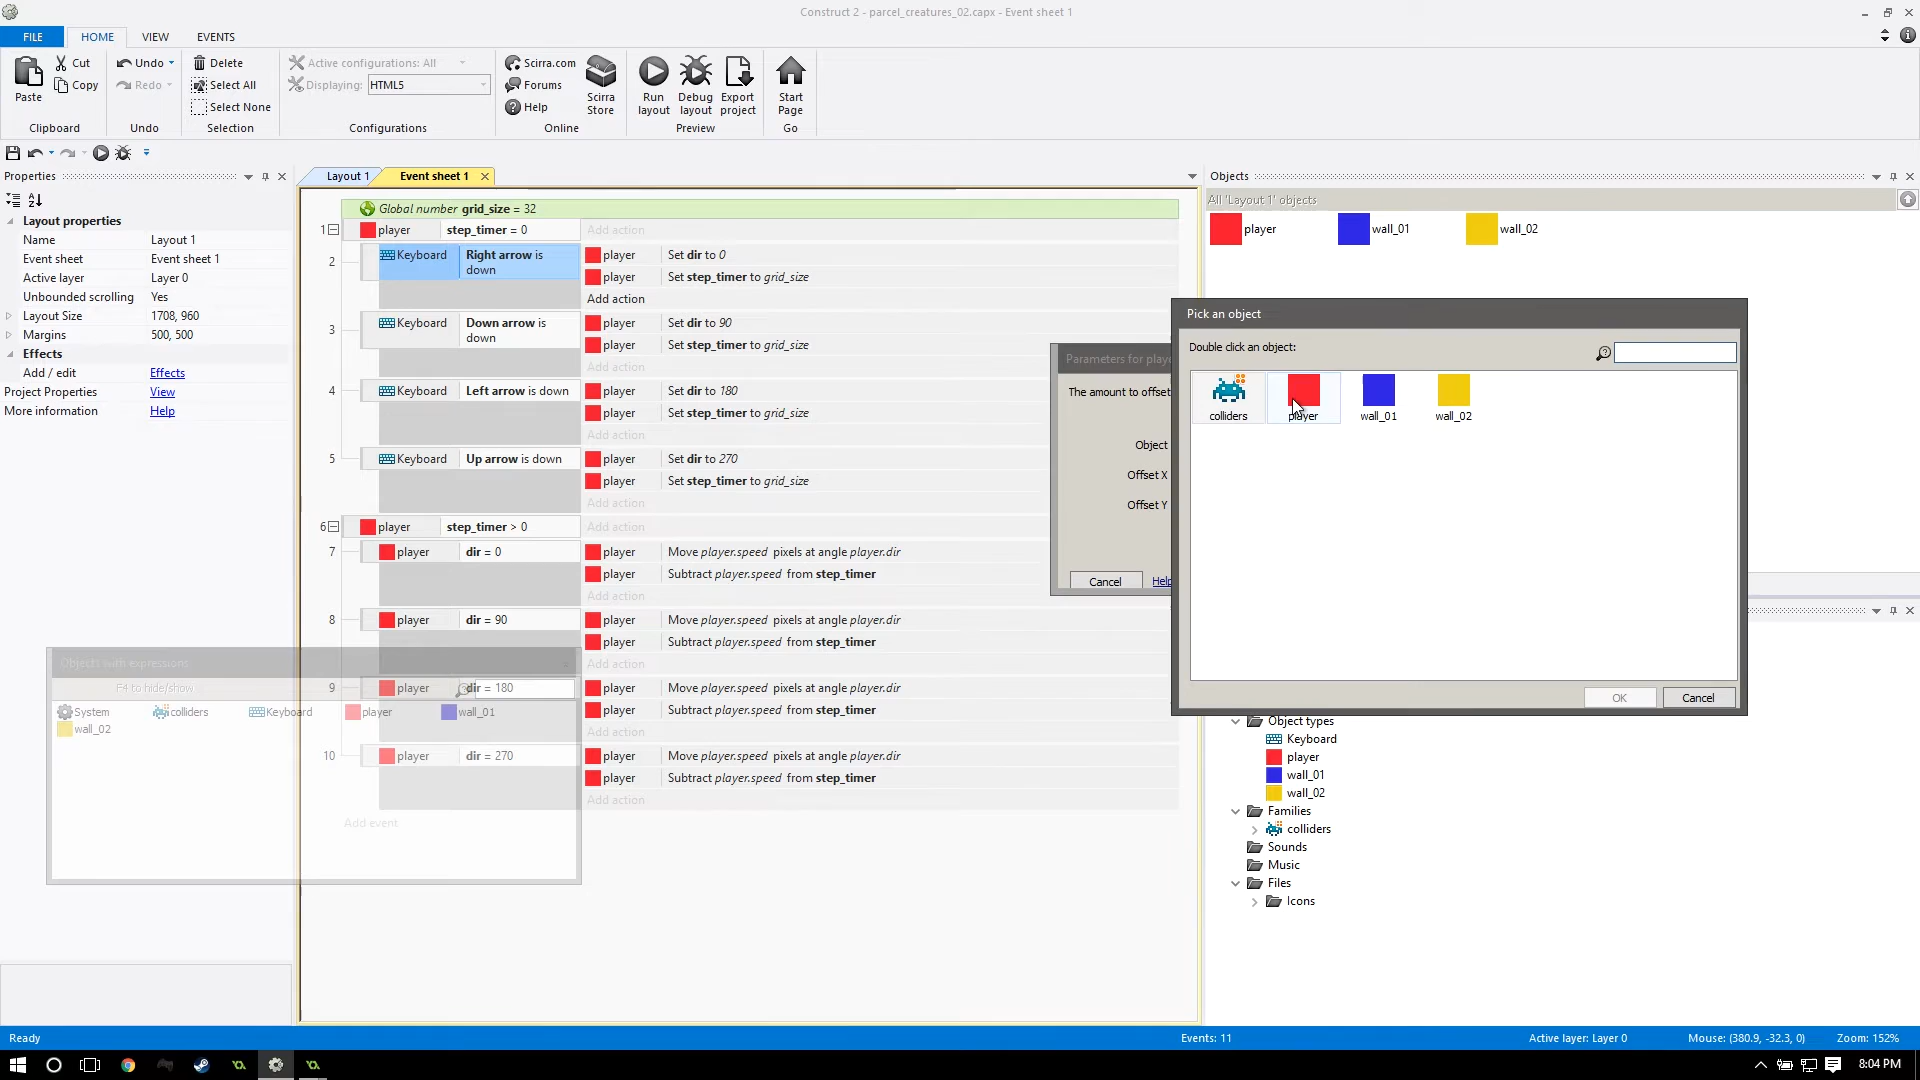 Construct 2 - parcel_creatures_02.capx - Event sheet 1
FILE
HOME
VIEW
EVENTS
Paste
Cut
Copy
Clipboard
Undo
Redo
Undo
Delete
Select All
Select None
Selection
Active configurations: All
Displaying: HTML5
Configurations
Scirra.com
Forums
Help
Scirra Store
Online
Run layout
Debug layout
Export project
Preview
Start Page
Go
Properties
Layout properties
Name Layout 1
Event sheet Event sheet 1
Active layer Layer 0
Unbounded scrolling Yes
Layout Size 1708, 960
Margins 500, 500
Effects
Add / edit Effects
Project Properties View
More information Help
Layout 1
Event sheet 1
Global number grid_size = 32
1 player step_timer = 0 Add action
2 Keyboard Right arrow is down
player Set dir to 0
player Set step_timer to grid_size
Add action
3 Keyboard Down arrow is down
player Set dir to 90
player Set step_timer to grid_size
Add action
4 Keyboard Left arrow is down
player Set dir to 180
player Set step_timer to grid_size
Add action
5 Keyboard Up arrow is down
player Set dir to 270
player Set step_timer to grid_size
Add action
6 player step_timer > 0 Add action
7 player dir = 0
player Move player.speed pixels at angle player.dir
player Subtract player.speed from step_timer
Add action
8 player dir = 90
player Move player.speed pixels at angle player.dir
player Subtract player.speed from step_timer
Add action
9 player dir = 180
player Move player.speed pixels at angle player.dir
player Subtract player.speed from step_timer
Add action
10 player dir = 270
player Move player.speed pixels at angle player.dir
player Subtract player.speed from step_timer
Add action
Add event
Objects with expressions
F4 to hide/show
System
colliders
Keyboard
player
wall_01
wall_02
Parameters for playe
The amount to offset
Object
Offset X
Offset Y
Cancel
Help
Objects
All 'Layout 1' objects
player
wall_01
wall_02
Pick an object
Double click an object:
colliders
player
wall_01
wall_02
OK
Cancel
Object types
Keyboard
player
wall_01
wall_02
Families
colliders
Sounds
Music
Files
Icons
Ready
Events: 11
Active layer: Layer 0
Mouse: (380.9, -32.3, 0)
Zoom: 152%
8:04 PM